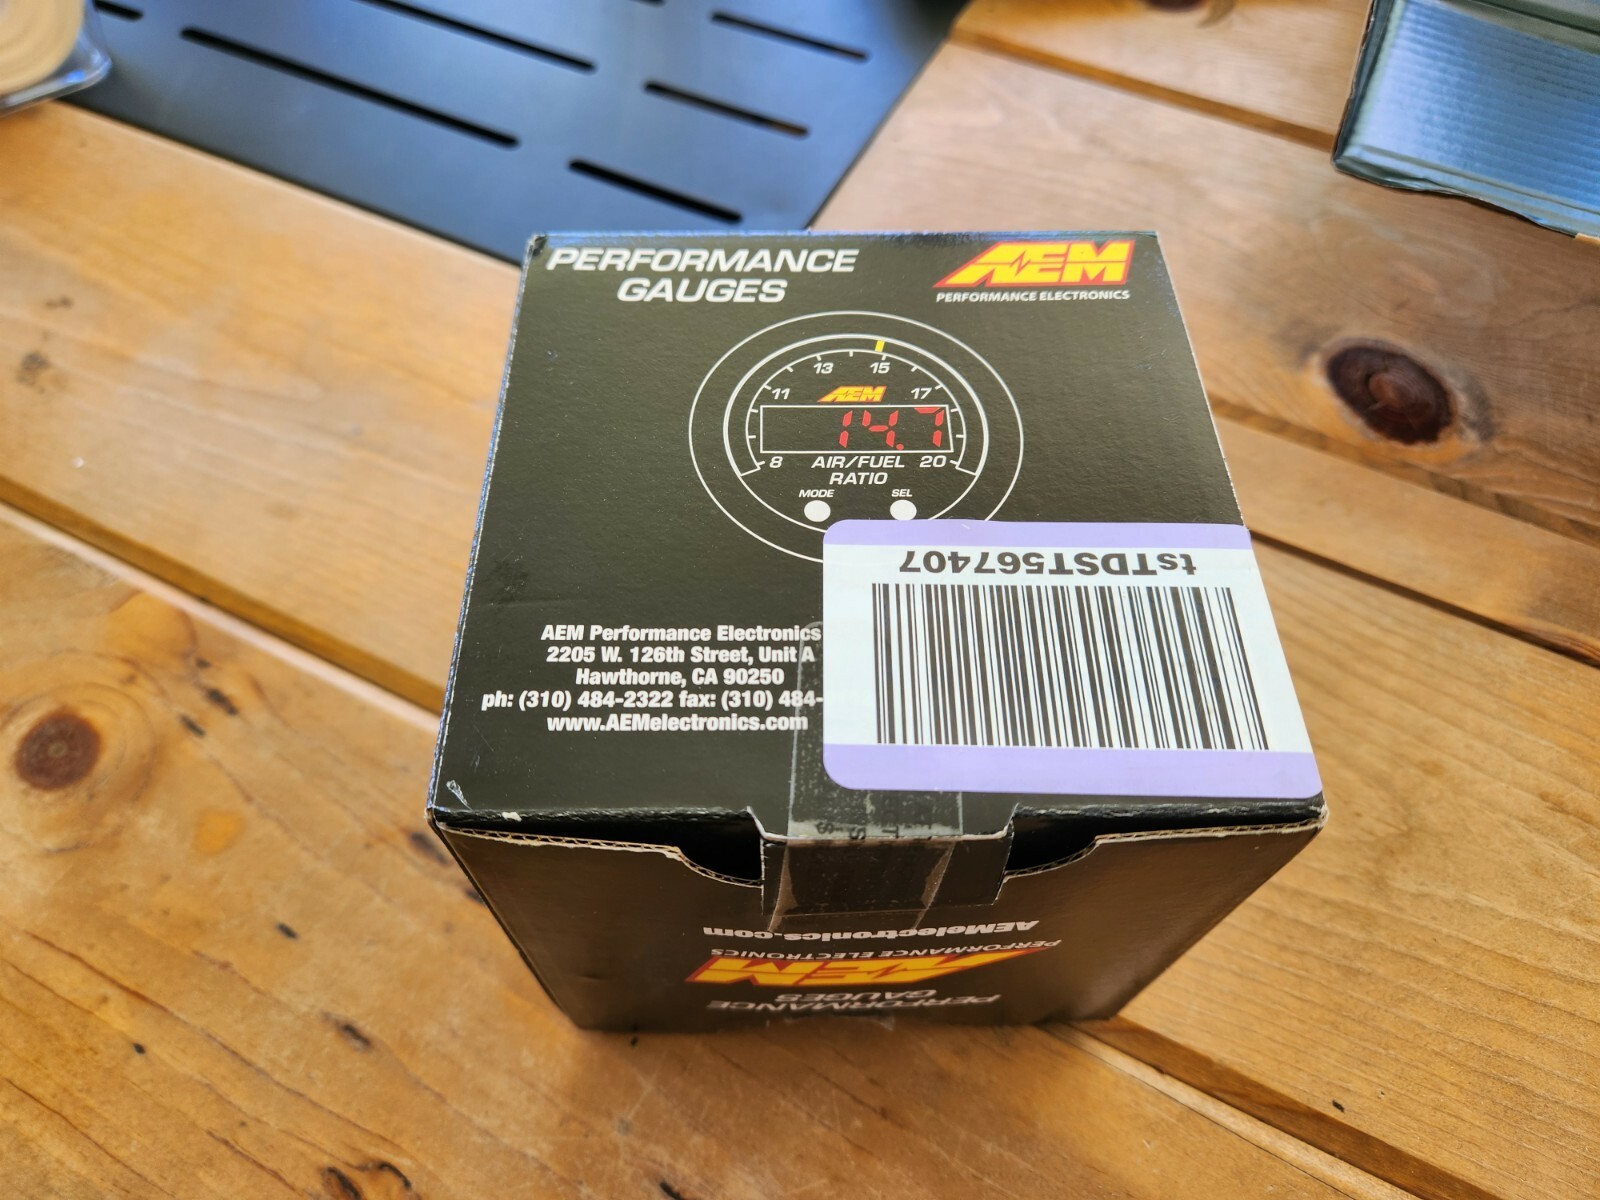 PERFORMANCE
GAUGES
AEM
PERFORMANCE ELECTRONICS
13 15
11 17
AEM
14.7
8 AIR/FUEL 20
RATIO
MODE SEL
tsTDST567407
AEM Performance Electronics
2205 W. 126th Street, Unit A
Hawthorne, CA 90250
ph: (310) 484-2322 fax: (310) 484-
www.AEMelectronics.com
AEMelectronics.com
PERFORMANCE ELECTRONICS
AEM
PERFORMANCE
GAUGES